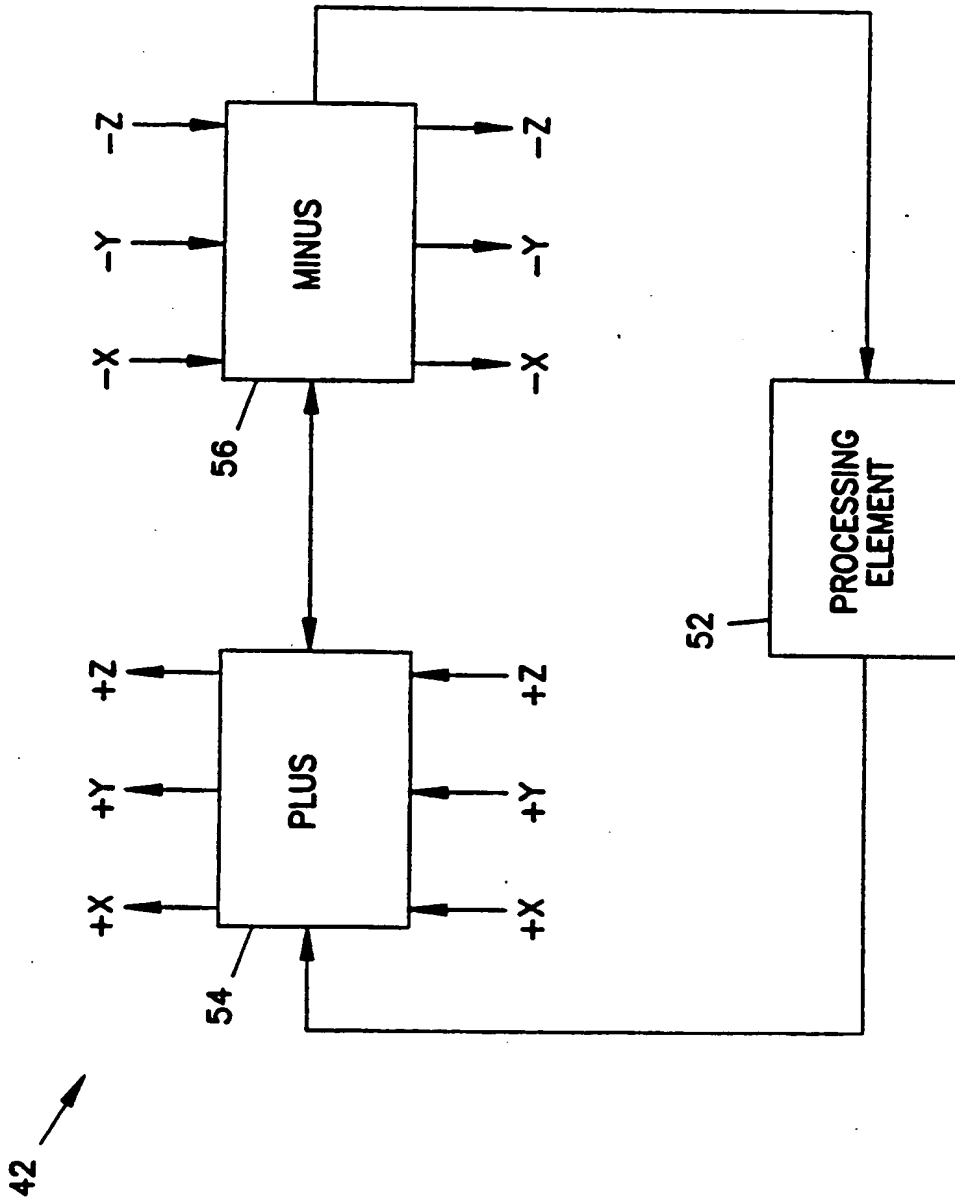 42
+X
+Y
+Z
-X
-Y
-Z
54
PLUS
56
MINUS
+X
+Y
+Z
-X
-Y
-Z
52
PROCESSING
ELEMENT